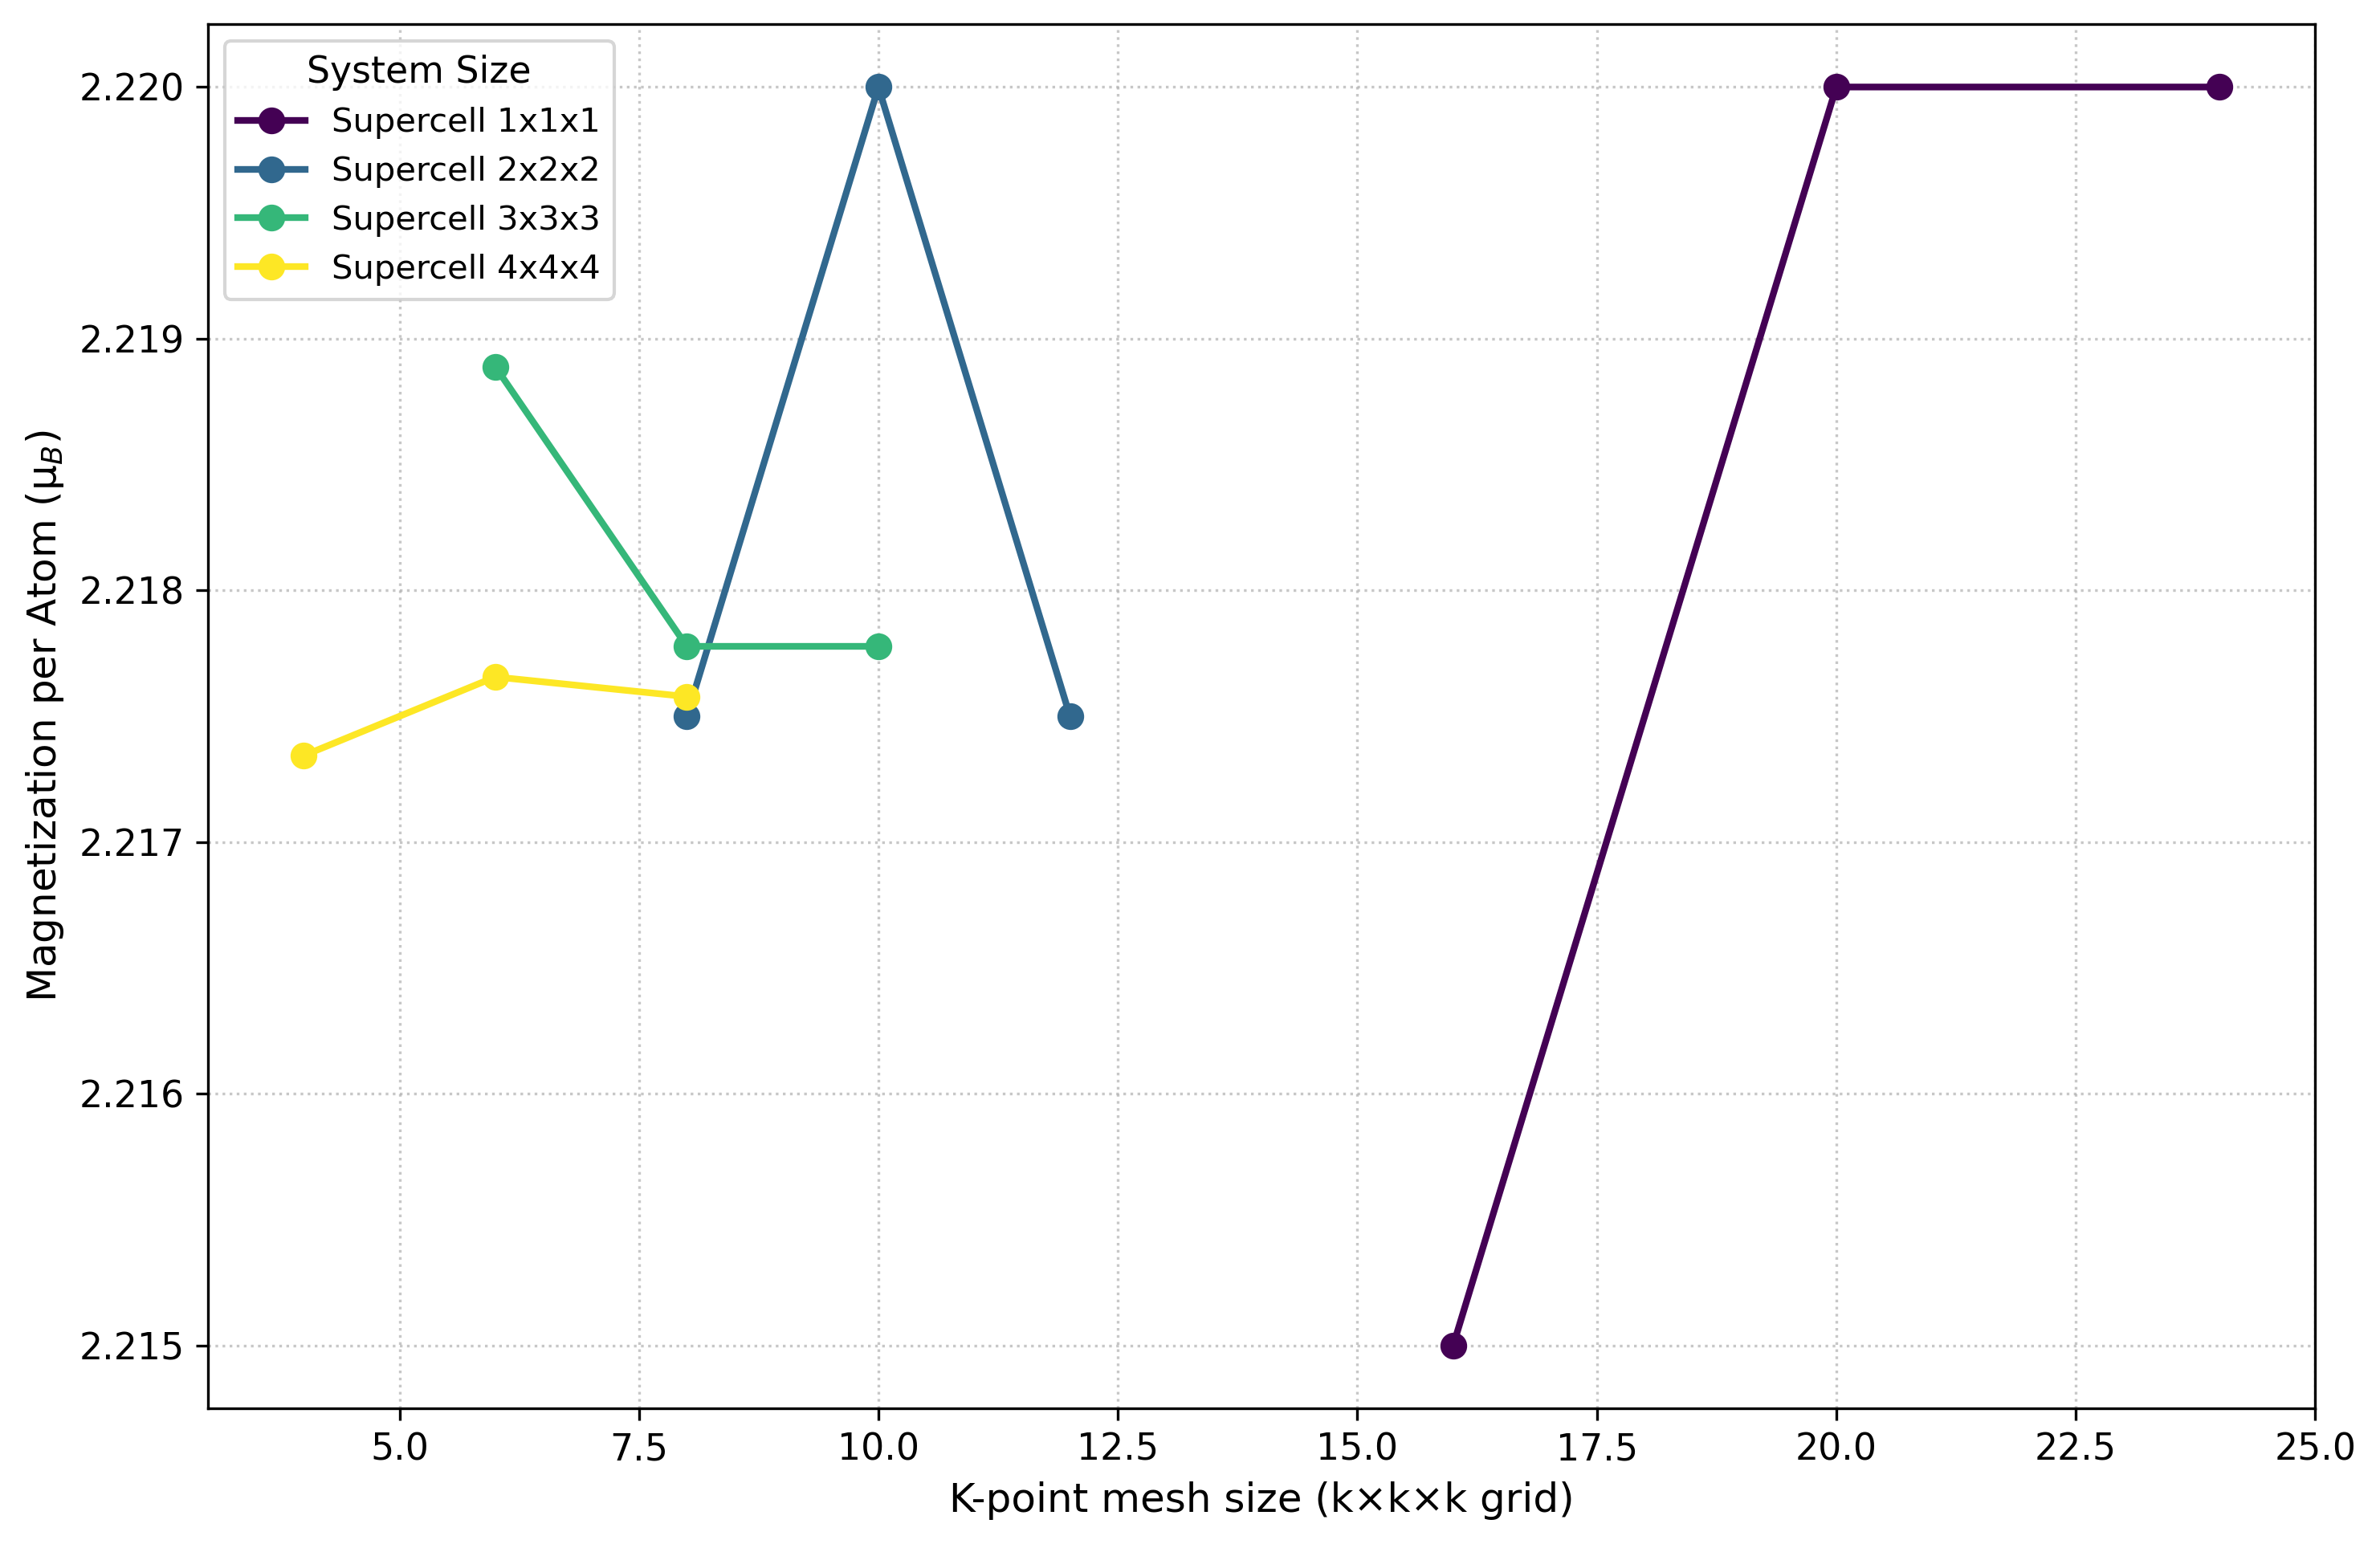 System Size
Supercell 1x1x1
Supercell 2x2x2
Supercell 3x3x3
Supercell 4x4x4
Magnetization per Atom (μB)
2.220
2.219
2.218
2.217
2.216
2.215
5.0 7.5 10.0 12.5 15.0 17.5 20.0 22.5 25.0
K-point mesh size (k×k×k grid)